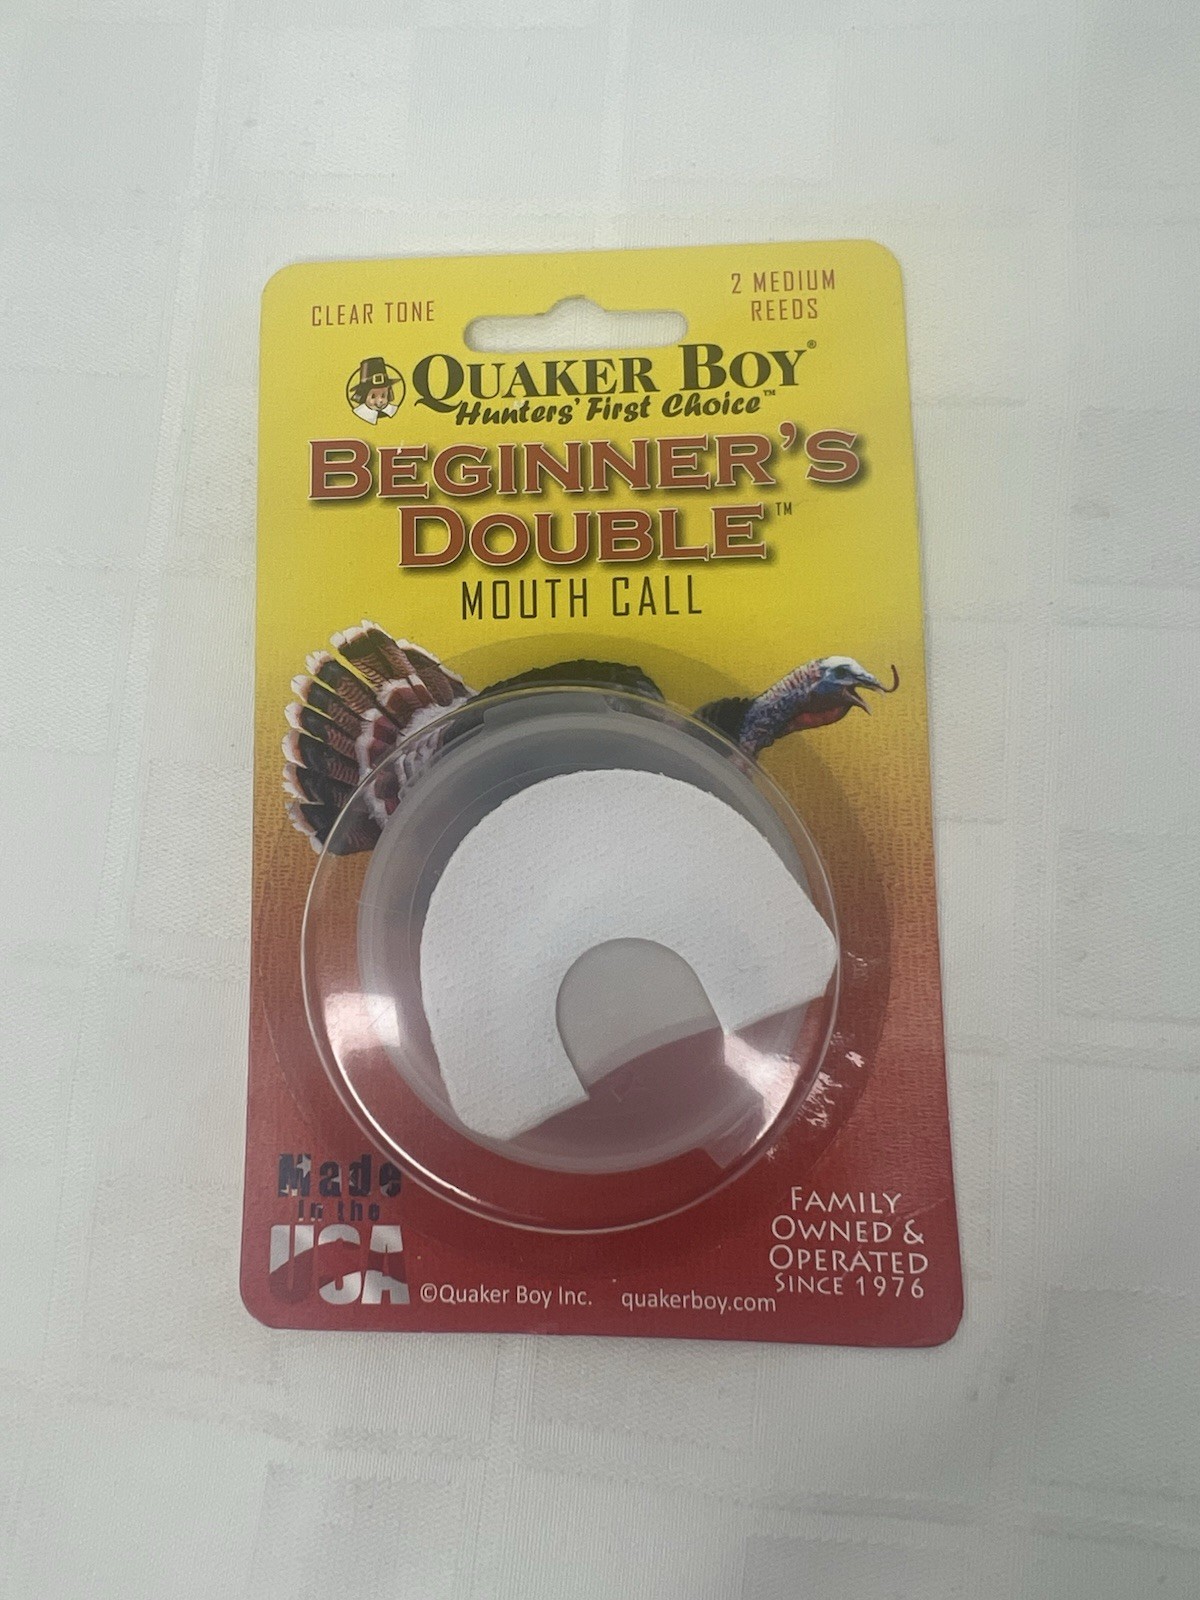 CLEAR TONE
2 MEDIUM
REEDS
QUAKER BOY®
Hunters' First Choice™
BEGINNER'S
DOUBLE™
MOUTH CALL
Made
in the
USA
©Quaker Boy Inc.
quakerboy.com
FAMILY
OWNED &
OPERATED
SINCE 1976